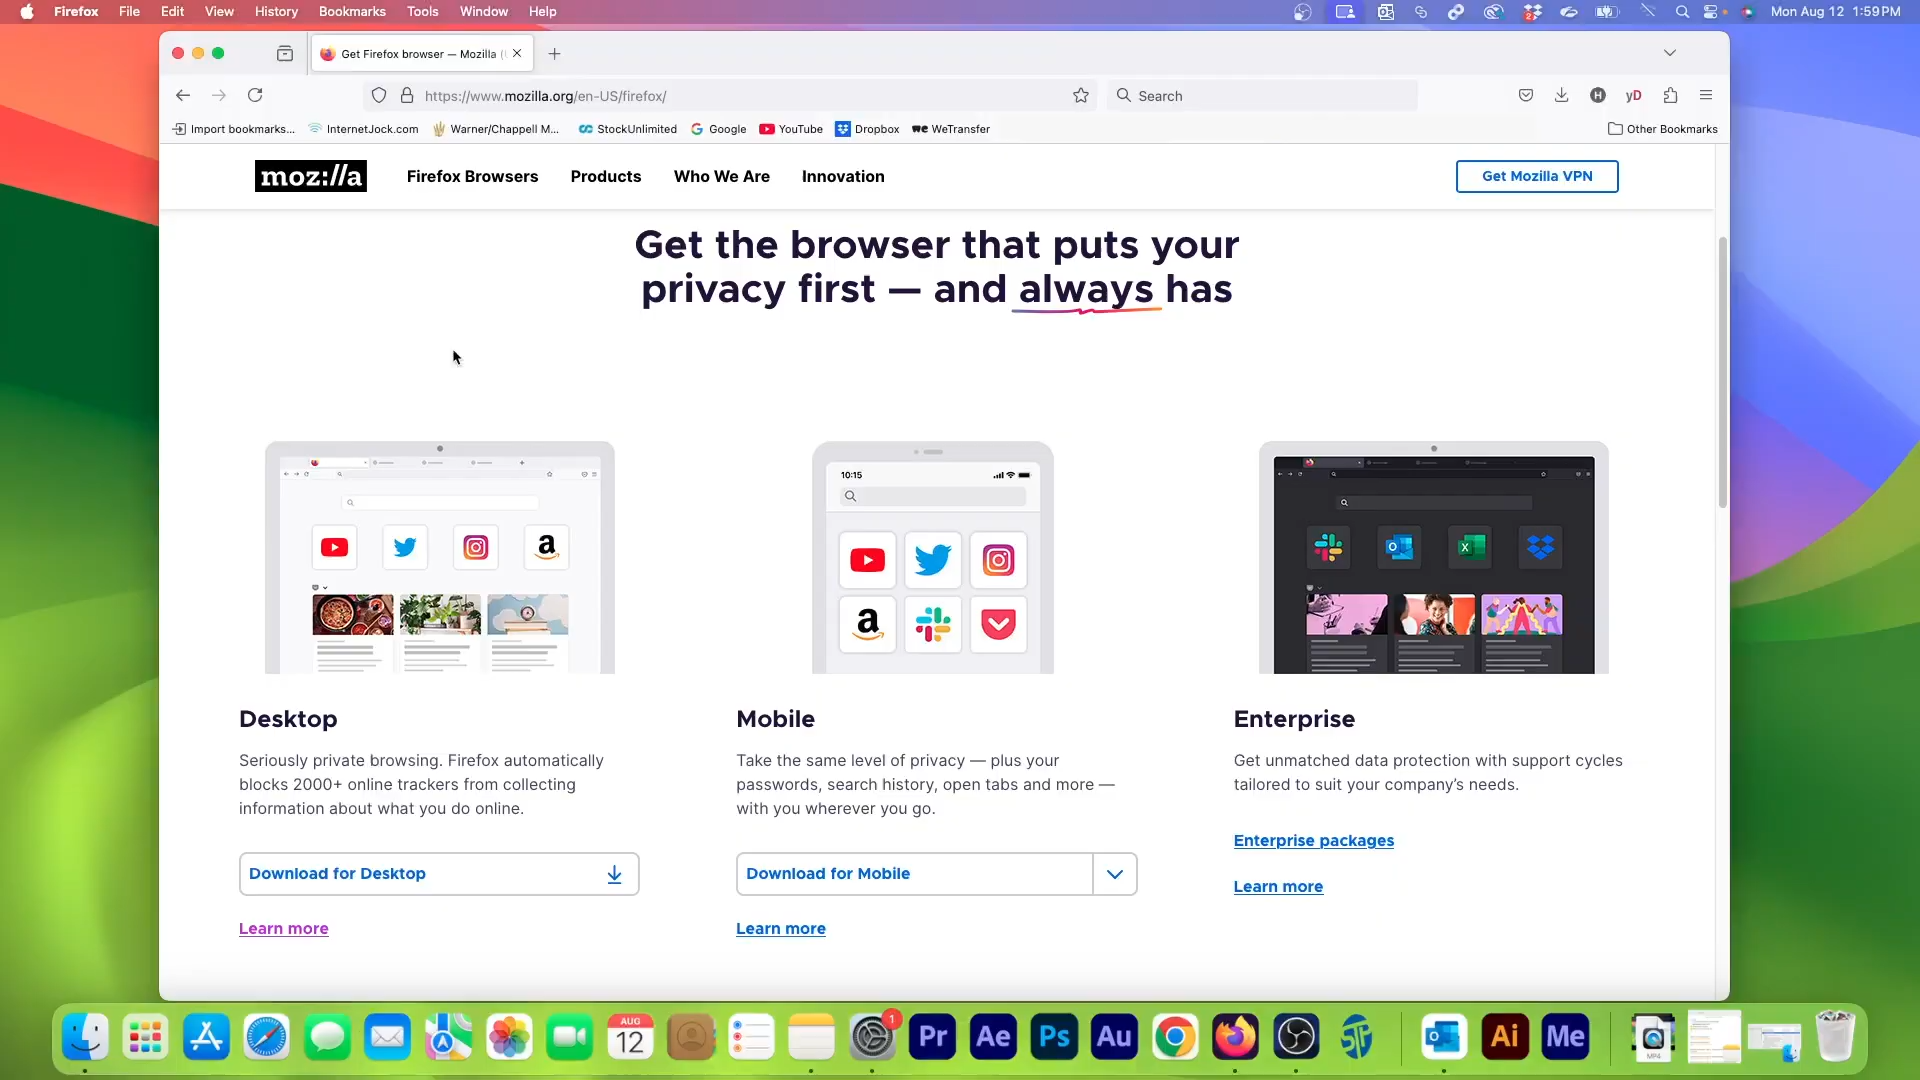 Firefox File Edit View History Bookmarks Tools Window Help
Mon Aug 12 1:59 PM
Get Firefox browser — Mozilla (
https://www.mozilla.org/en-US/firefox/
Search
H
yD
Import bookmarks... InternetJock.com Warner/Chappell M... StockUnlimited Google YouTube Dropbox WeTransfer Other Bookmarks
moz://a Firefox Browsers Products Who We Are Innovation Get Mozilla VPN
Get the browser that puts your
privacy first — and always has
10:15
Desktop
Seriously private browsing. Firefox automatically
blocks 2000+ online trackers from collecting
information about what you do online.
Download for Desktop
Learn more
Mobile
Take the same level of privacy — plus your
passwords, search history, open tabs and more —
with you wherever you go.
Download for Mobile
Learn more
Enterprise
Get unmatched data protection with support cycles
tailored to suit your company’s needs.
Enterprise packages
Learn more
AUG
12
1
Pr Ae Ps Au Ai Me
MP4